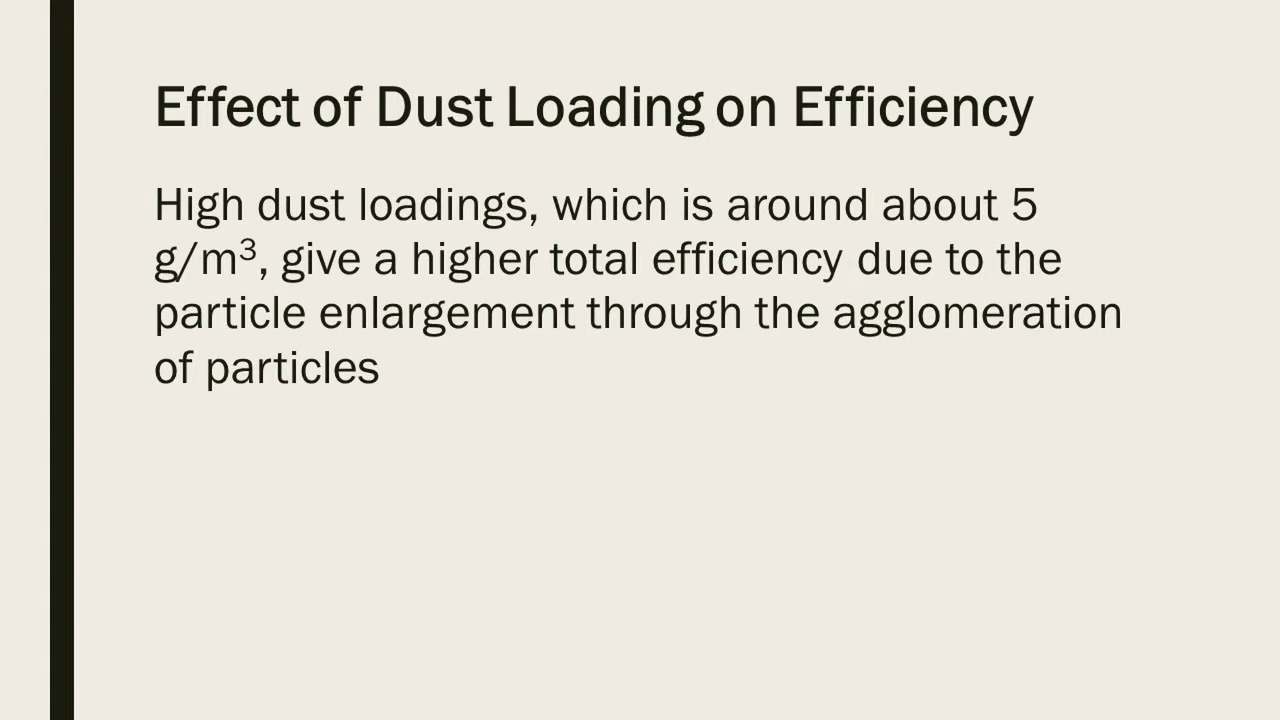 Effect of Dust Loading on Efficiency
High dust loadings, which is around about 5
g/m³, give a higher total efficiency due to the
particle enlargement through the agglomeration
of particles